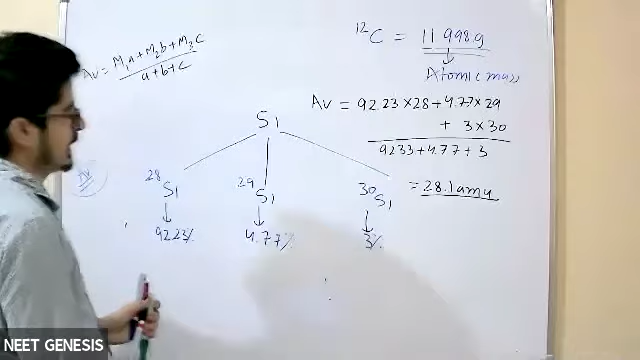 Av = M₁a+M₂b+M₃c
a+b+c
¹²C = 11.9989
Atomic mass
Av = 92.23×28+4.77×29
+ 3×30
9233+4.77+3
= 28.1 amu
Si
²⁸Si
²⁹Si
³⁰Si
92.23%
4.77%
3%
NEET GENESIS